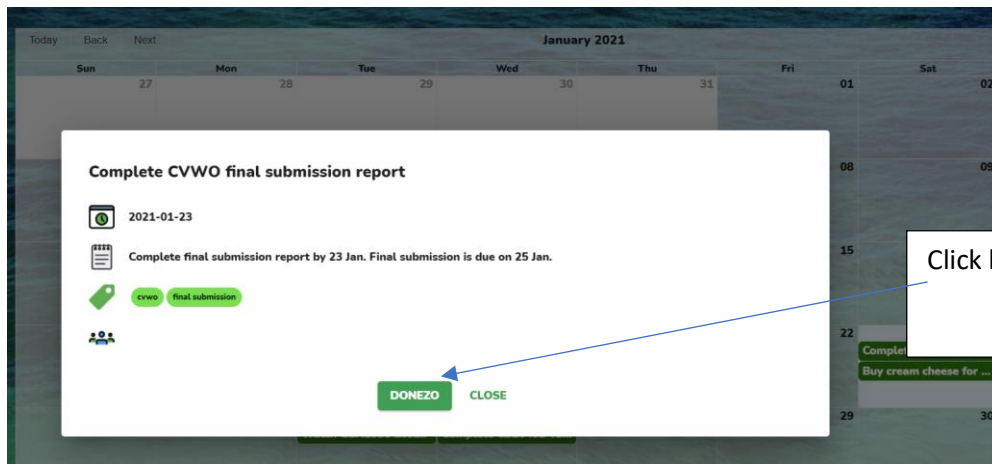 Today Back Next January 2021
Sun Mon Tue Wed Thu Fri Sat
27 28 29 30 31 01 02
Complete CVWO final submission report
08 09
2021-01-23
Complete final submission report by 23 Jan. Final submission is due on 25 Jan.
15
Click
cvwo final submission
22
Complet
Buy cream cheese for ...
DONEZO CLOSE
29 30